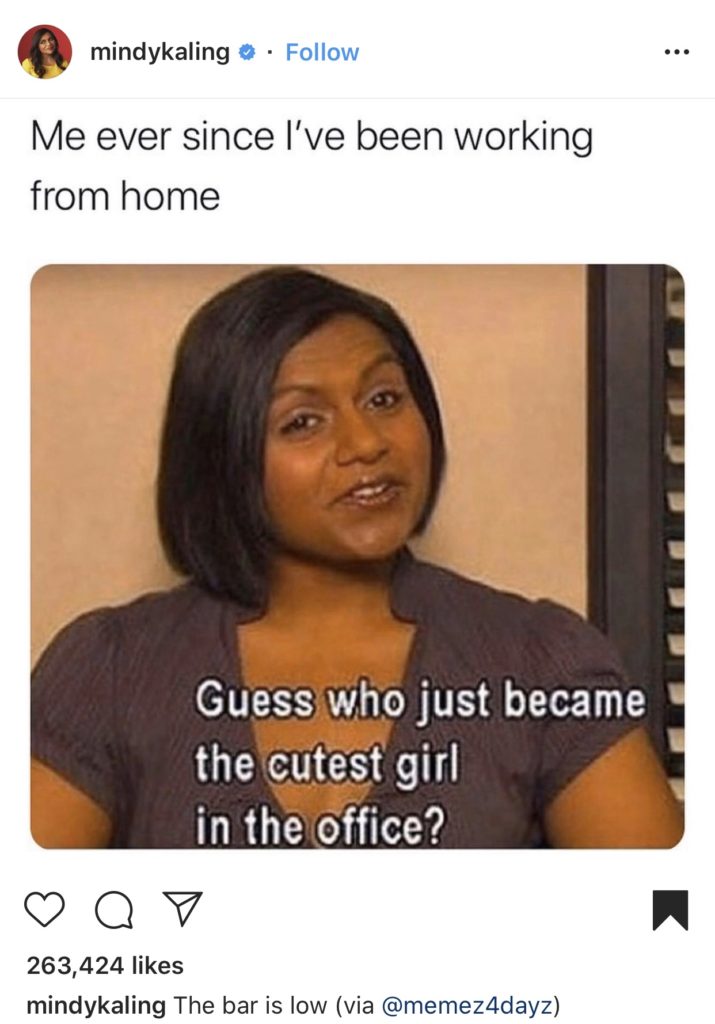 mindykaling · Follow
Me ever since I've been working
from home
Guess who just became
the cutest girl
in the office?
263,424 likes
mindykaling The bar is low (via @memez4dayz)